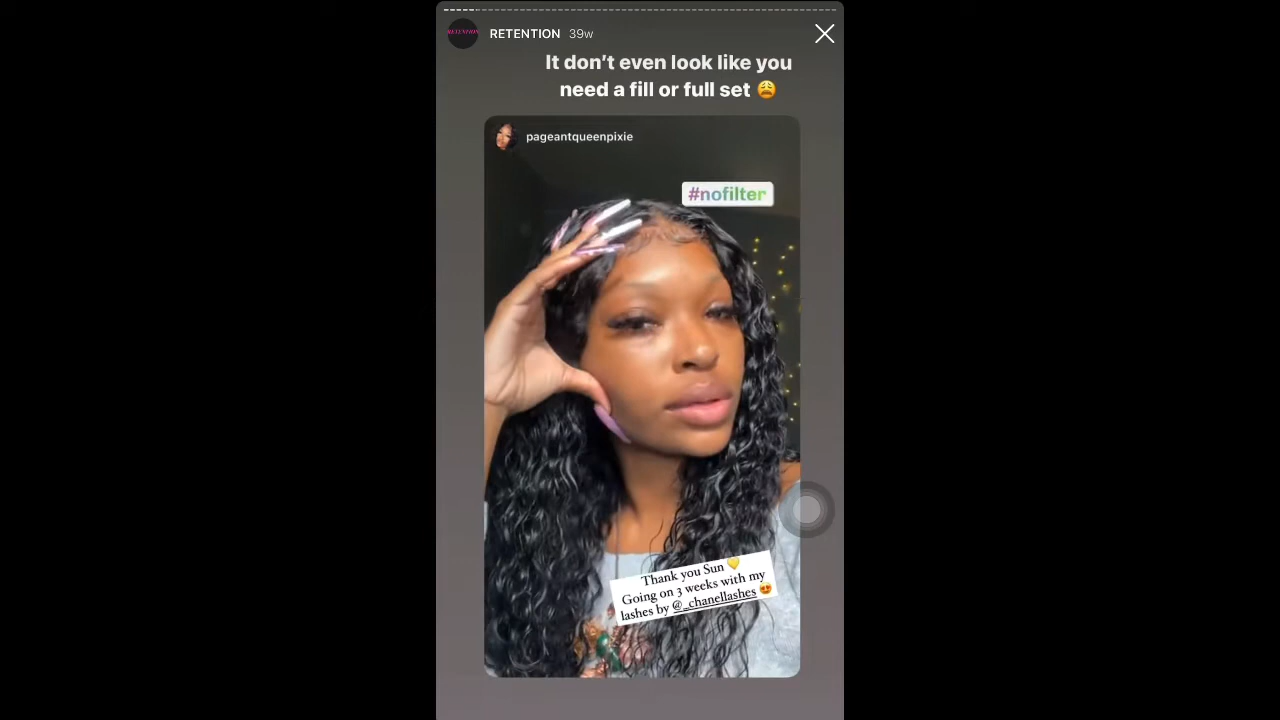 RETENTION
RETENTION 39w
It don't even look like you
need a fill or full set 😩
pageantqueenpixie
#nofilter
Thank you Sun 💛
Going on 3 weeks with my
lashes by @_chanellashes 😍